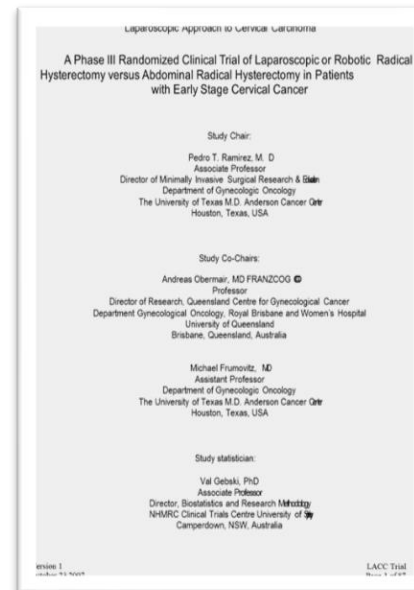 Laparoscopic Approach to Cervical Carcinoma
A Phase III Randomized Clinical Trial of Laparoscopic or Robotic Radical
Hysterectomy versus Abdominal Radical Hysterectomy in Patients
with Early Stage Cervical Cancer
Study Chair:
Pedro T. Ramirez, M. D
Associate Professor
Director of Minimally Invasive Surgical Research &
Department of Gynecologic Oncology
The University of Texas M.D. Anderson Cancer
Houston, Texas, USA
Study Co-Chairs:
Andreas Obermair, MD FRANZCOG
Professor
Director of Research, Queensland Centre for Gynecological Cancer
Department Gynecological Oncology, Royal Brisbane and Women's Hospital
University of Queensland
Brisbane, Queensland, Australia
Michael Frumovitz,
Assistant Professor
Department of Gynecologic Oncology
The University of Texas M.D. Anderson Cancer
Houston, Texas, USA
Study statistician:
Val Gebski, PhD
Associate Professor
Director, Biostatistics and Research
NHMRC Clinical Trials Centre University of
Camperdown, NSW, Australia
ersion 1
LACC Trial